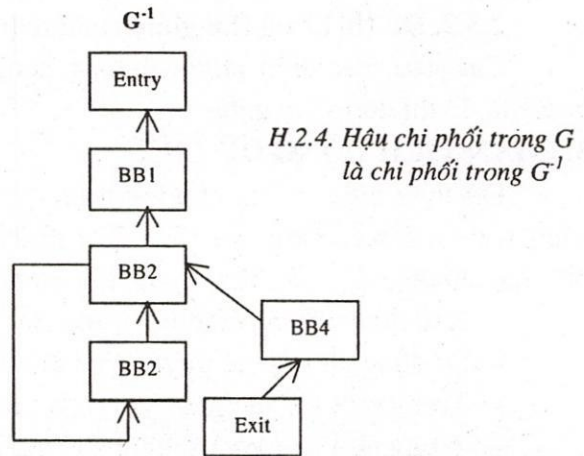 G⁻¹
Entry
H.2.4. Hậu chi phối trong G
là chi phối trong G⁻¹
BB1
BB2
BB4
BB2
Exit